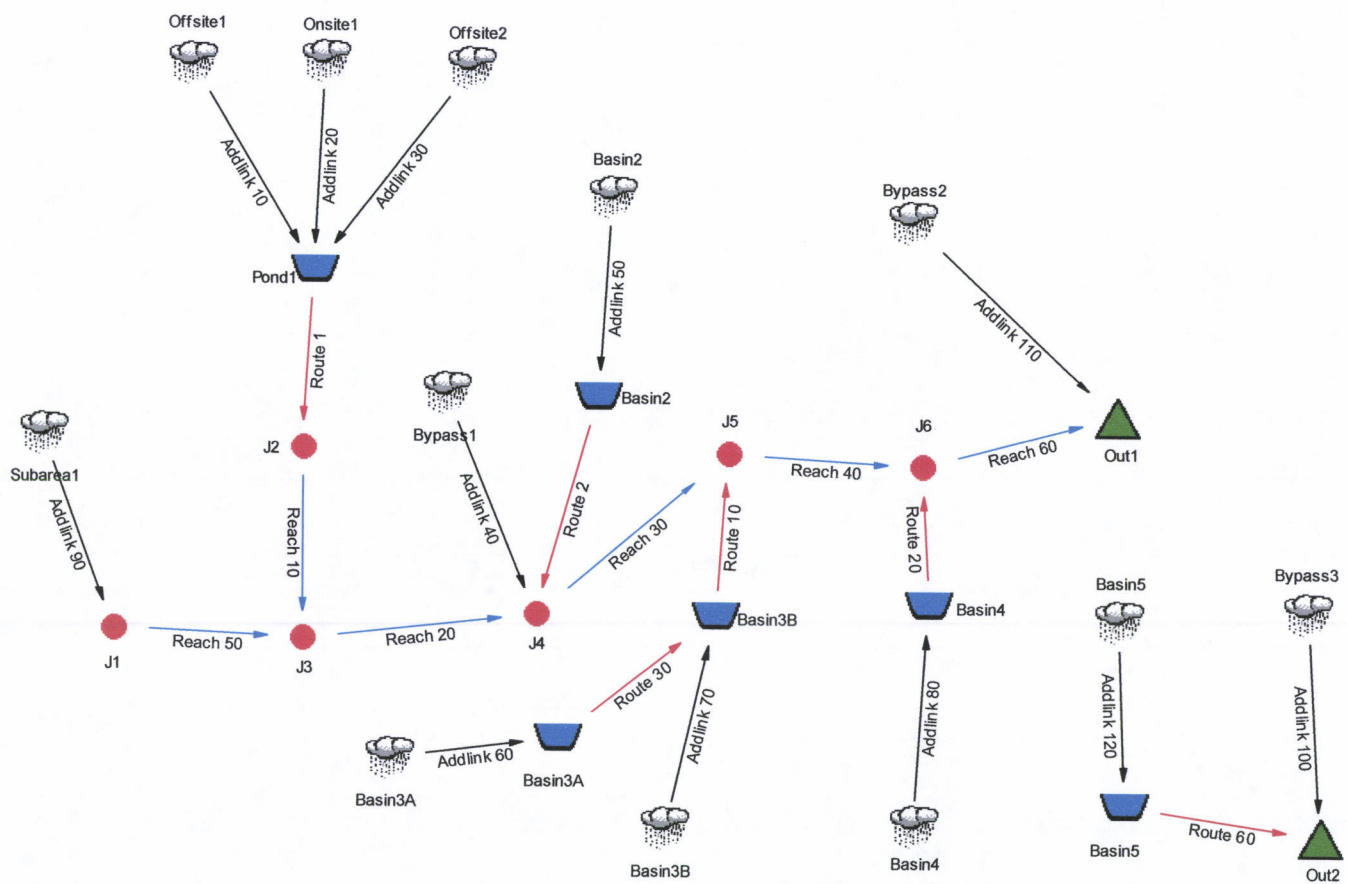 Offsite1
Onsite1
Offsite2
Addlink 10
Addlink 20
Addlink 30
Basin2
Bypass2
Pond1
Addlink 50
Route 1
Addlink 110
Bypass1
Basin2
J5
J6
J2
Subarea1
Reach 40
Reach 60
Out1
Addlink 90
Reach 10
Addlink 40
Route 2
Reach 30
Route 10
Route 20
J1
Reach 50
J3
Reach 20
J4
Basin3B
Basin4
Basin5
Bypass3
Route 30
Addlink 70
Addlink 80
Addlink 120
Addlink 100
Addlink 60
Basin3A
Basin3A
Basin3B
Basin4
Basin5
Route 60
Out2